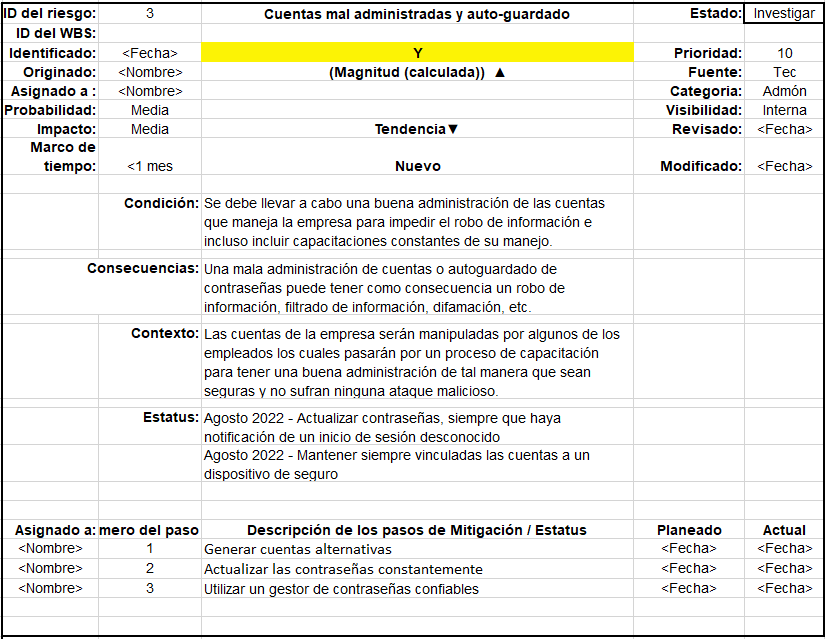 ID del riesgo: 3 Cuentas mal administradas y auto-guardado Estado: Investigar
ID del WBS:
Identificado: <Fecha> Y Prioridad: 10
Originado: <Nombre> (Magnitud (calculada)) ▲ Fuente: Tec
Asignado a : <Nombre> Categoria: Admón
Probabilidad: Media Visibilidad: Interna
Impacto: Media Tendencia▼ Revisado: <Fecha>
Marco de
tiempo: <1 mes Nuevo Modificado: <Fecha>
Condición: Se debe llevar a cabo una buena administración de las cuentas
que maneja la empresa para impedir el robo de información e
incluso incluir capacitaciones constantes de su manejo.
Consecuencias: Una mala administración de cuentas o autoguardado de
contraseñas puede tener como consecuencia un robo de
información, filtrado de información, difamación, etc.
Contexto: Las cuentas de la empresa serán manipuladas por algunos de los
empleados los cuales pasarán por un proceso de capacitación
para tener una buena administración de tal manera que sean
seguras y no sufran ninguna ataque malicioso.
Estatus: Agosto 2022 - Actualizar contraseñas, siempre que haya
notificación de un inicio de sesión desconocido
Agosto 2022 - Mantener siempre vinculadas las cuentas a un
dispositivo de seguro
Asignado a: mero del paso Descripción de los pasos de Mitigación / Estatus Planeado Actual
<Nombre> 1 Generar cuentas alternativas <Fecha> <Fecha>
<Nombre> 2 Actualizar las contraseñas constantemente <Fecha> <Fecha>
<Nombre> 3 Utilizar un gestor de contraseñas confiables <Fecha> <Fecha>